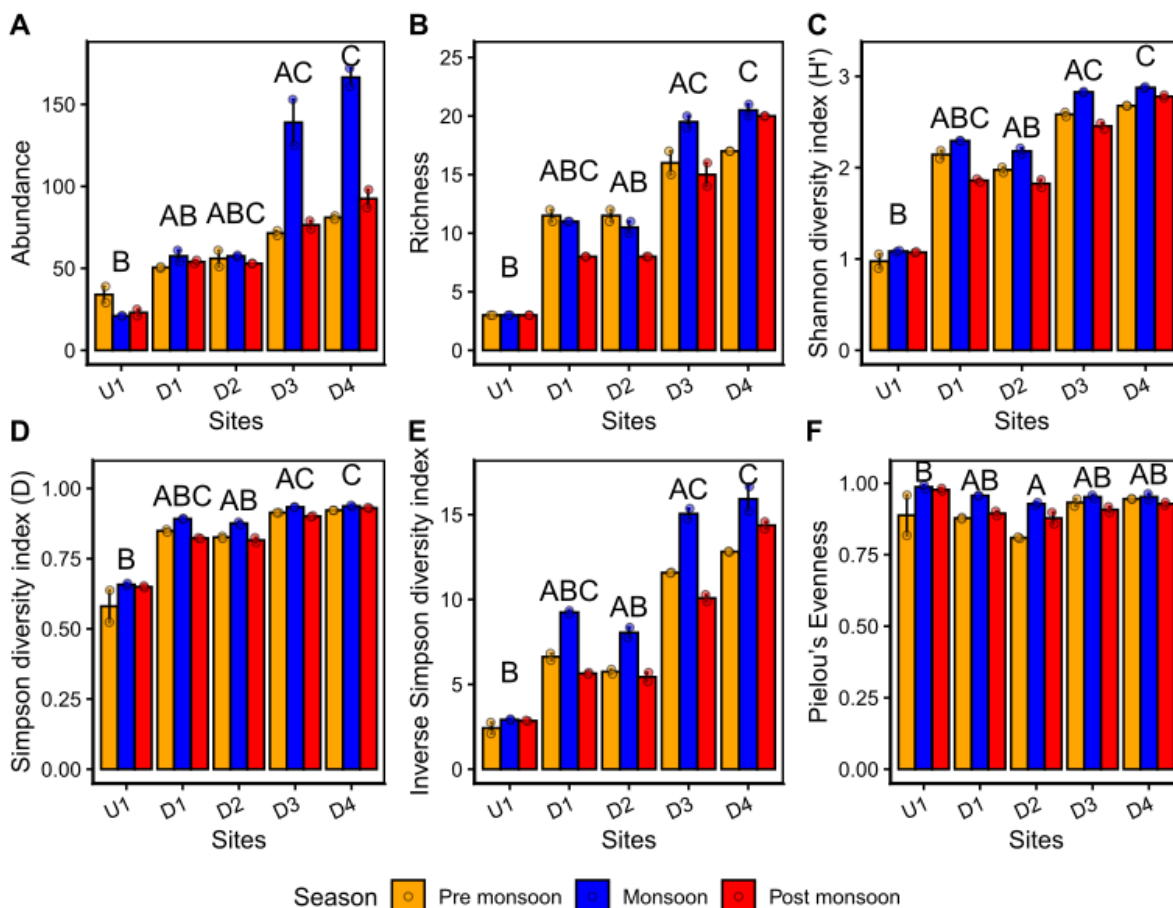 A
Abundance
150
100
50
0
B
AB
ABC
AC
C
U1 D1 D2 D3 D4
Sites
B
Richness
25
20
15
10
5
0
B
ABC
AB
AC
C
U1 D1 D2 D3 D4
Sites
C
Shannon diversity index (H')
3
2
1
0
B
ABC
AB
AC
C
U1 D1 D2 D3 D4
Sites
D
Simpson diversity index (D)
1.00
0.75
0.50
0.25
0.00
B
ABC
AB
AC
C
U1 D1 D2 D3 D4
Sites
E
Inverse Simpson diversity index
15
10
5
0
B
ABC
AB
AC
C
U1 D1 D2 D3 D4
Sites
F
Pielou's Evenness
1.00
0.75
0.50
0.25
0.00
B
AB
A
AB
AB
U1 D1 D2 D3 D4
Sites
Season Pre monsoon Monsoon Post monsoon